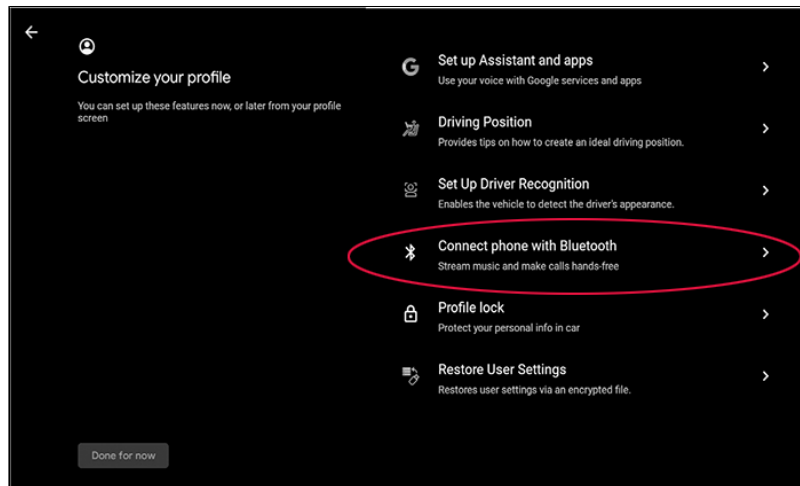 Customize your profile
You can set up these features now, or later from your profile
screen
Set up Assistant and apps
Use your voice with Google services and apps
Driving Position
Provides tips on how to create an ideal driving position.
Set Up Driver Recognition
Enables the vehicle to detect the driver's appearance.
Connect phone with Bluetooth
Stream music and make calls hands-free
Profile lock
Protect your personal info in car
Restore User Settings
Restores user settings via an encrypted file.
Done for now